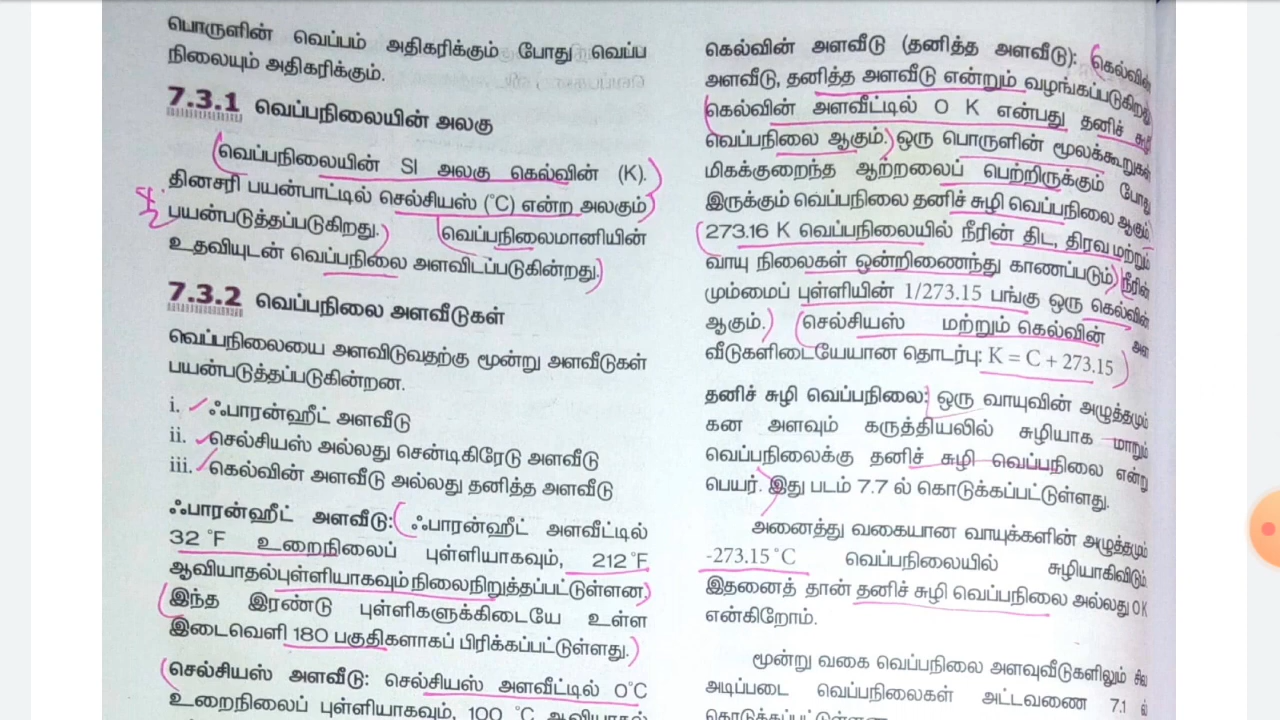 பொருளின் வெப்பம் அதிகரிக்கும் போது வெப்ப
நிலையும் அதிகரிக்கும்.
7.3.1 வெப்பநிலையின் அலகு
வெப்பநிலையின் SI அலகு கெல்வின் (K).
தினசரி பயன்பாட்டில் செல்சியஸ் (°C) என்ற அலகும்
பயன்படுத்தப்படுகிறது. வெப்பநிலைமானியின்
உதவியுடன் வெப்பநிலை அளவிடப்படுகின்றது.
7.3.2 வெப்பநிலை அளவீடுகள்
வெப்பநிலையை அளவிடுவதற்கு மூன்று அளவீடுகள்
பயன்படுத்தப்படுகின்றன.
i. ஃபாரன்ஹீட் அளவீடு
ii. செல்சியஸ் அல்லது சென்டிகிரேடு அளவீடு
iii. கெல்வின் அளவீடு அல்லது தனித்த அளவீடு
ஃபாரன்ஹீட் அளவீடு: ஃபாரன்ஹீட் அளவீட்டில்
32 °F உறைநிலைப் புள்ளியாகவும், 212 °F
ஆவியாதல்புள்ளியாகவும் நிலைநிறுத்தப்பட்டுள்ளன.
இந்த இரண்டு புள்ளிகளுக்கிடையே உள்ள
இடைவெளி 180 பகுதிகளாகப் பிரிக்கப்பட்டுள்ளது.
செல்சியஸ் அளவீடு: செல்சியஸ் அளவீட்டில் 0°C
உறைநிலைப் புள்ளியாகவும், 100 °C ஆவியாதல்
கெல்வின் அளவீடு (தனித்த அளவீடு): கெல்வின்
அளவீடு, தனித்த அளவீடு என்றும் வழங்கப்படுகிறது
கெல்வின் அளவீட்டில் 0 K என்பது தனிச் சுழி
வெப்பநிலை ஆகும். ஒரு பொருளின் மூலக்கூறுகள்
மிகக்குறைந்த ஆற்றலைப் பெற்றிருக்கும் போது
இருக்கும் வெப்பநிலை தனிச் சுழி வெப்பநிலை ஆகும்.
273.16 K வெப்பநிலையில் நீரின் திட, திரவ மற்றும்
வாயு நிலைகள் ஒன்றிணைந்து காணப்படும் நீரின்
மும்மைப் புள்ளியின் 1/273.15 பங்கு ஒரு கெல்வின்
ஆகும். செல்சியஸ் மற்றும் கெல்வின் அள
வீடுகளிடையேயான தொடர்பு: K = C + 273.15
தனிச் சுழி வெப்பநிலை: ஒரு வாயுவின் அழுத்தமும்
கன அளவும் கருத்தியலில் சுழியாக மாறும்
வெப்பநிலைக்கு தனிச் சுழி வெப்பநிலை என்று
பெயர். இது படம் 7.7 ல் கொடுக்கப்பட்டுள்ளது.
அனைத்து வகையான வாயுக்களின் அழுத்தமும்
-273.15 °C வெப்பநிலையில் சுழியாகிவிடும்
இதனைத் தான் தனிச் சுழி வெப்பநிலை அல்லது 0K
என்கிறோம்.
மூன்று வகை வெப்பநிலை அளவுவீடுகளிலும் சில
அடிப்படை வெப்பநிலைகள் அட்டவணை 7.1 ல்